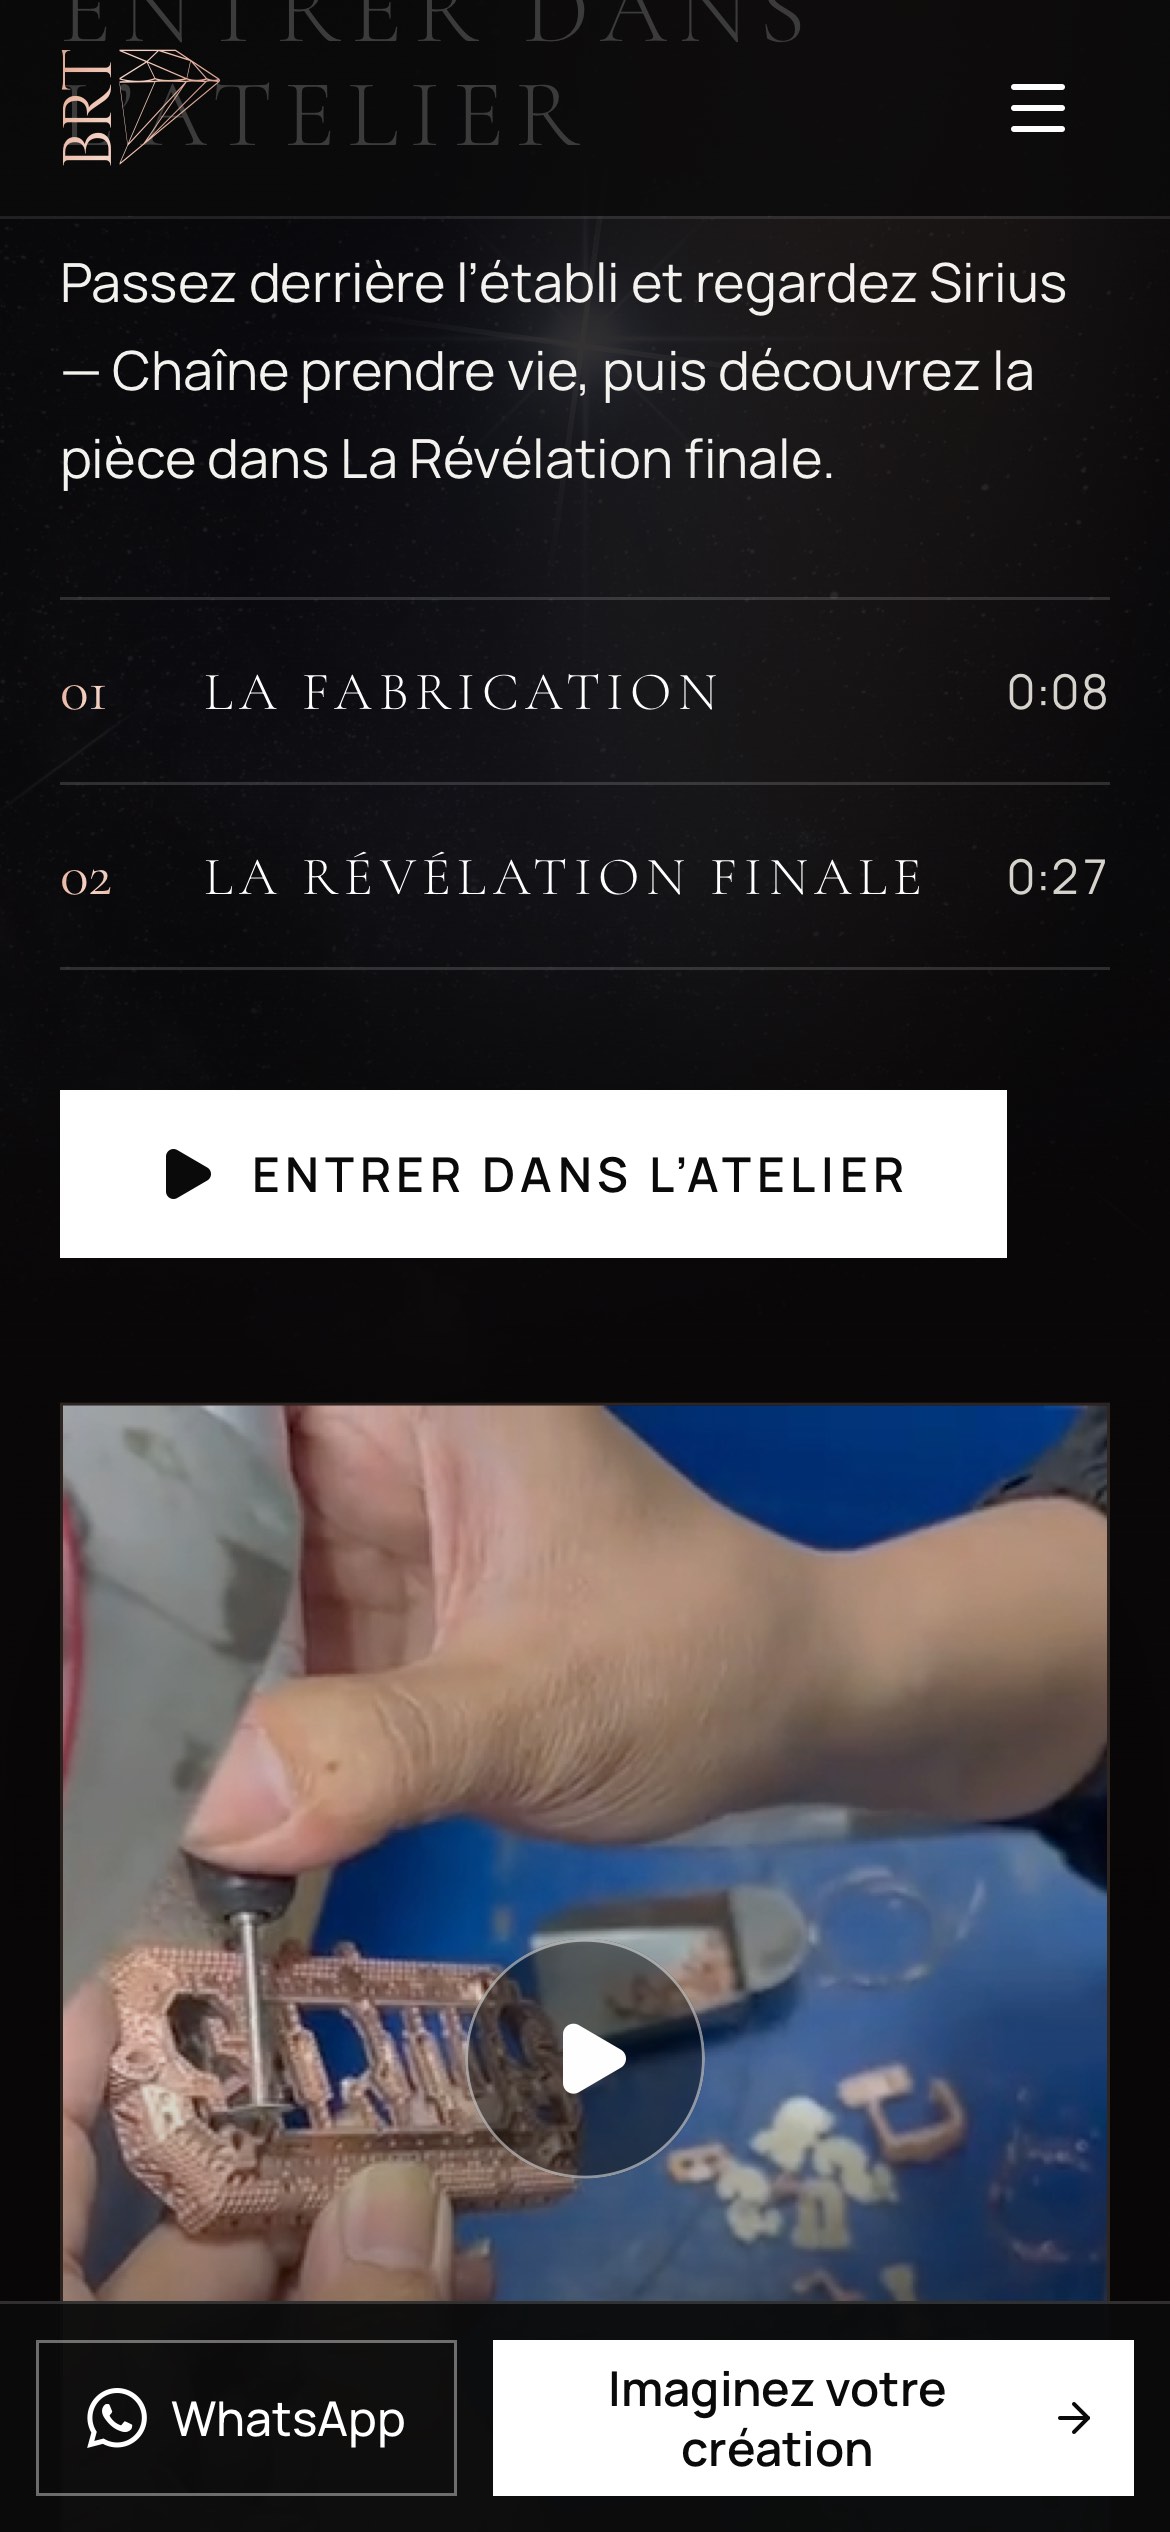 ENTRER DANS
L’ATELIER
BRT
Passez derrière l’établi et regardez Sirius
— Chaîne prendre vie, puis découvrez la
pièce dans La Révélation finale.
01 LA FABRICATION 0:08
02 LA RÉVÉLATION FINALE 0:27
ENTRER DANS L’ATELIER
WhatsApp
Imaginez votre
création